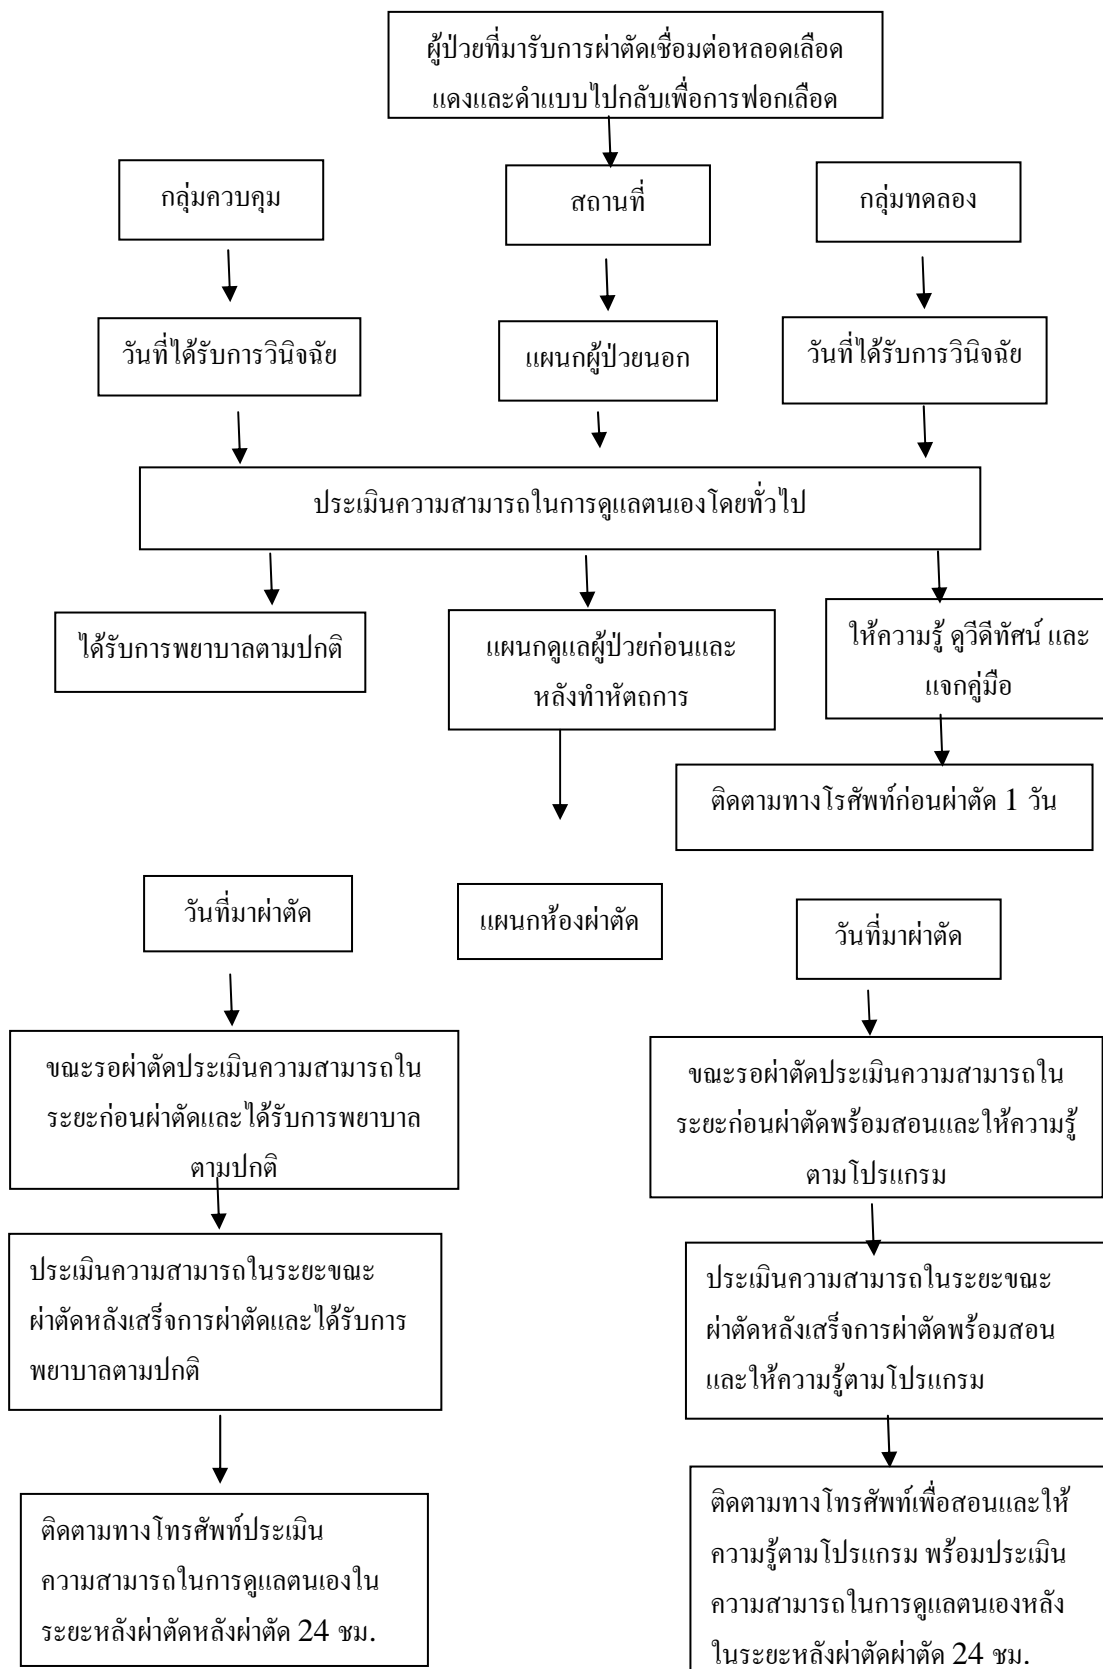 ผู้ป่วยที่มารับการผ่าตัดเชื่อมต่อหลอดเลือด
แดงและดำแบบไปกลับเพื่อการฟอกเลือด
กลุ่มควบคุม
สถานที่
กลุ่มทดลอง
วันที่ได้รับการวินิจฉัย
แผนกผู้ป่วยนอก
วันที่ได้รับการวินิจฉัย
ประเมินความสามารถในการดูแลตนเองโดยทั่วไป
ได้รับการพยาบาลตามปกติ
แผนกดูแลผู้ป่วยก่อนและ
หลังทำหัตถการ
ให้ความรู้ ดูวีดีทัศน์ และ
แจกคู่มือ
ติดตามทางโรศัพท์ก่อนผ่าตัด 1 วัน
วันที่มาผ่าตัด
แผนกห้องผ่าตัด
วันที่มาผ่าตัด
ขณะรอผ่าตัดประเมินความสามารถใน
ระยะก่อนผ่าตัดและได้รับการพยาบาล
ตามปกติ
ขณะรอผ่าตัดประเมินความสามารถใน
ระยะก่อนผ่าตัดพร้อมสอนและให้ความรู้
ตามโปรแกรม
ประเมินความสามารถในระยะขณะ
ผ่าตัดหลังเสร็จการผ่าตัดและได้รับการ
พยาบาลตามปกติ
ประเมินความสามารถในระยะขณะ
ผ่าตัดหลังเสร็จการผ่าตัดพร้อมสอน
และให้ความรู้ตามโปรแกรม
ติดตามทางโทรศัพท์ประเมิน
ความสามารถในการดูแลตนเองใน
ระยะหลังผ่าตัดหลังผ่าตัด 24 ชม.
ติดตามทางโทรศัพท์เพื่อสอนและให้
ความรู้ตามโปรแกรม พร้อมประเมิน
ความสามารถในการดูแลตนเองหลัง
ในระยะหลังผ่าตัดผ่าตัด 24 ชม.